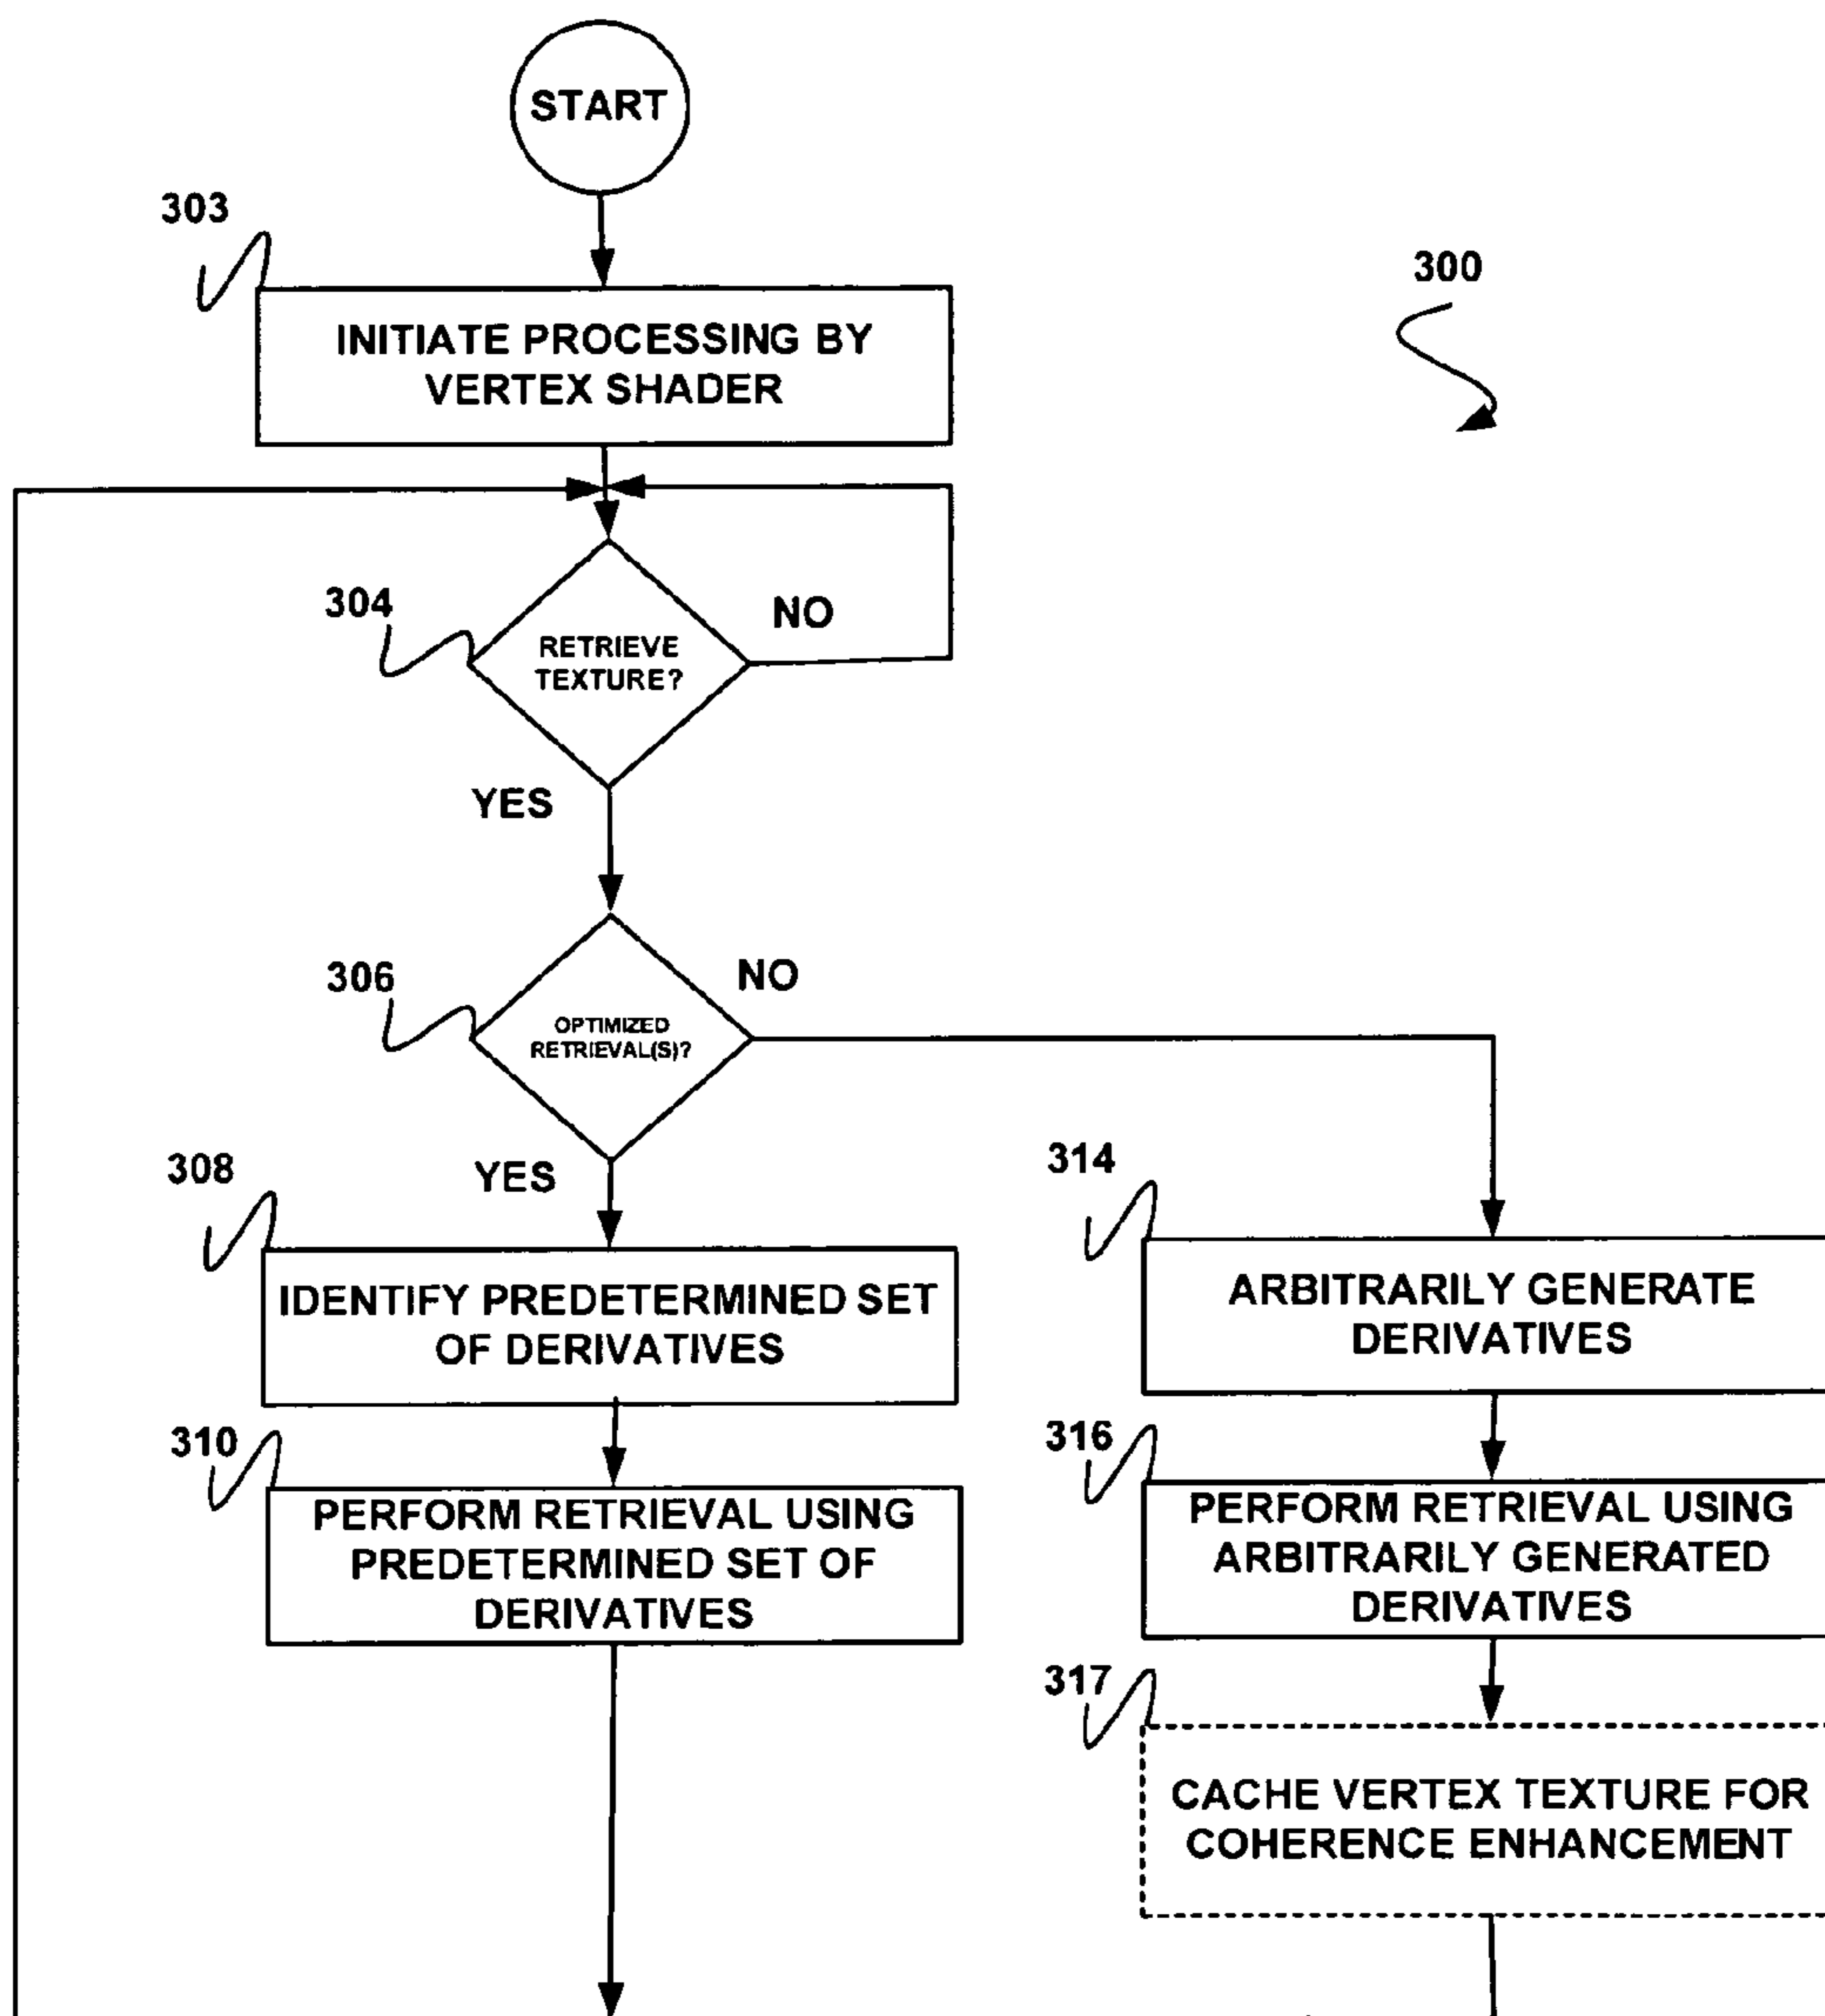 START
303
300
INITIATE PROCESSING BY
VERTEX SHADER
304
NO
RETRIEVE
TEXTURE?
YES
306
NO
OPTIMIZED
RETRIEVAL(S)?
YES
308
314
IDENTIFY PREDETERMINED SET
OF DERIVATIVES
ARBITRARILY GENERATE
DERIVATIVES
310
316
PERFORM RETRIEVAL USING
PREDETERMINED SET OF
DERIVATIVES
PERFORM RETRIEVAL USING
ARBITRARILY GENERATED
DERIVATIVES
317
CACHE VERTEX TEXTURE FOR
COHERENCE ENHANCEMENT